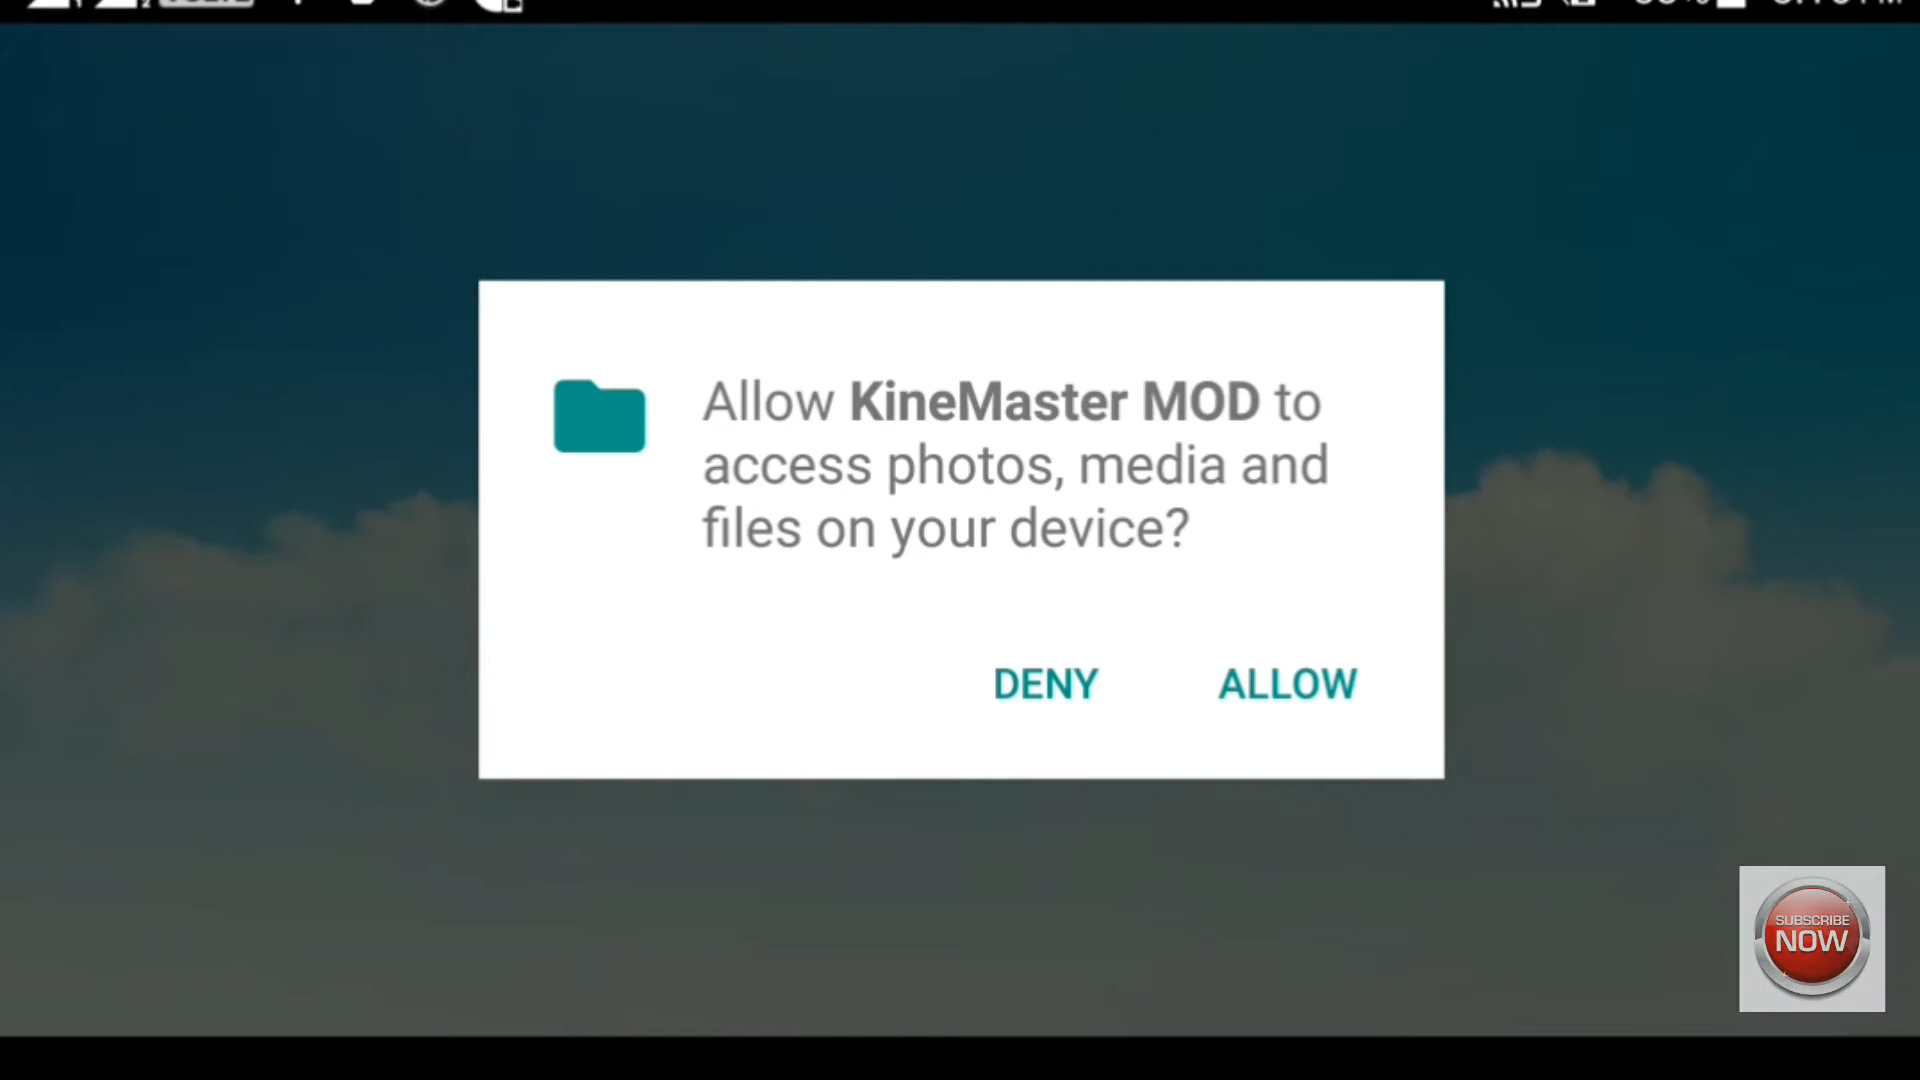 Allow KineMaster MOD to
access photos, media and
files on your device?
DENY ALLOW
SUBSCRIBE
NOW